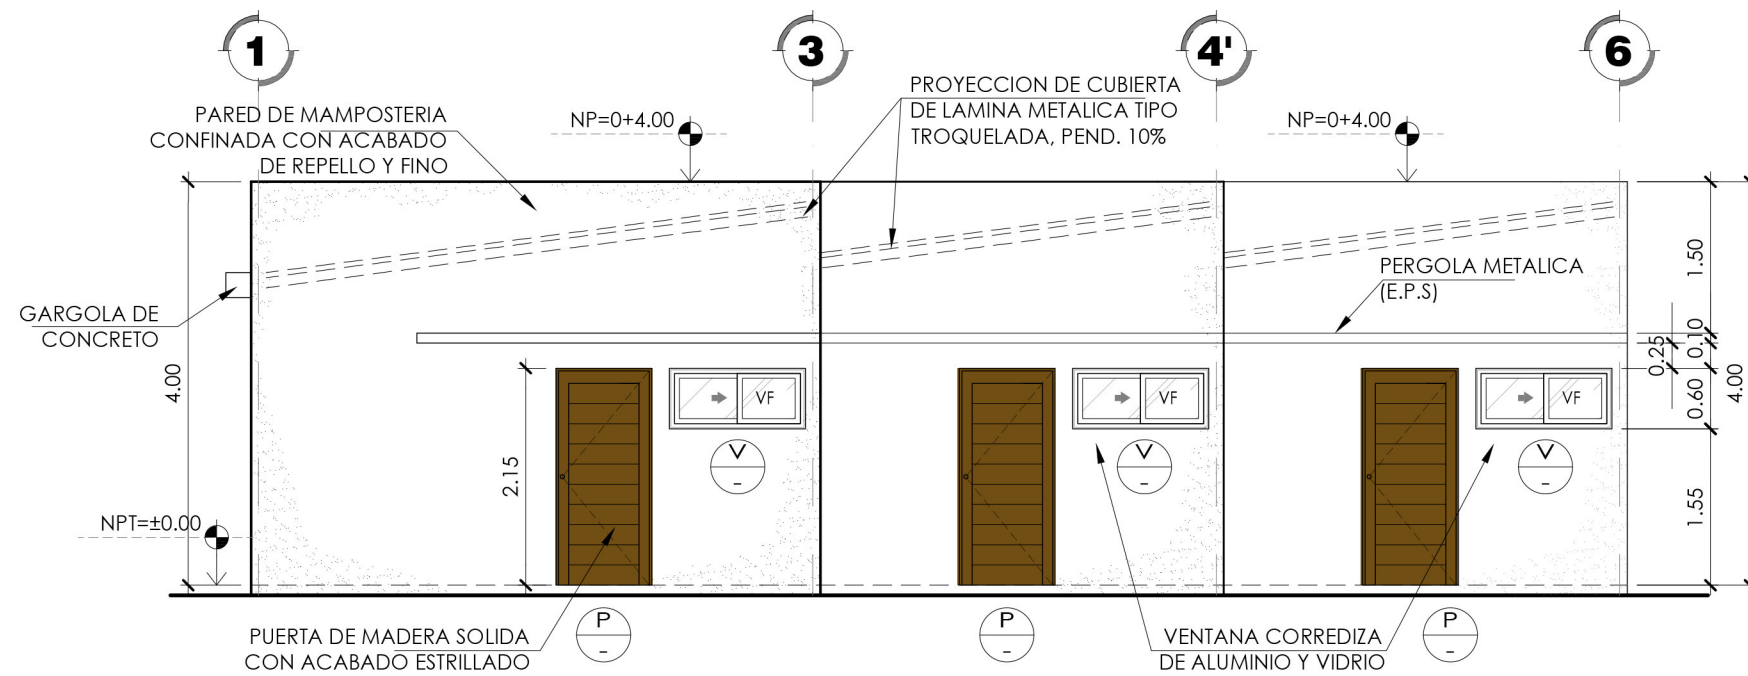 1
3
4'
6
PARED DE MAMPOSTERIA
CONFINADA CON ACABADO
DE REPELLO Y FINO
NP=0+4.00
PROYECCION DE CUBIERTA
DE LAMINA METALICA TIPO
TROQUELADA, PEND. 10%
NP=0+4.00
PERGOLA METALICA
(E.P.S)
GARGOLA DE
CONCRETO
4.00
2.15
NPT=±0.00
VF
VF
VF
V
-
V
-
V
-
1.50
0.10
0.25
0.60
1.55
4.00
P
-
P
-
P
-
PUERTA DE MADERA SOLIDA
CON ACABADO ESTRILLADO
VENTANA CORREDIZA
DE ALUMINIO Y VIDRIO